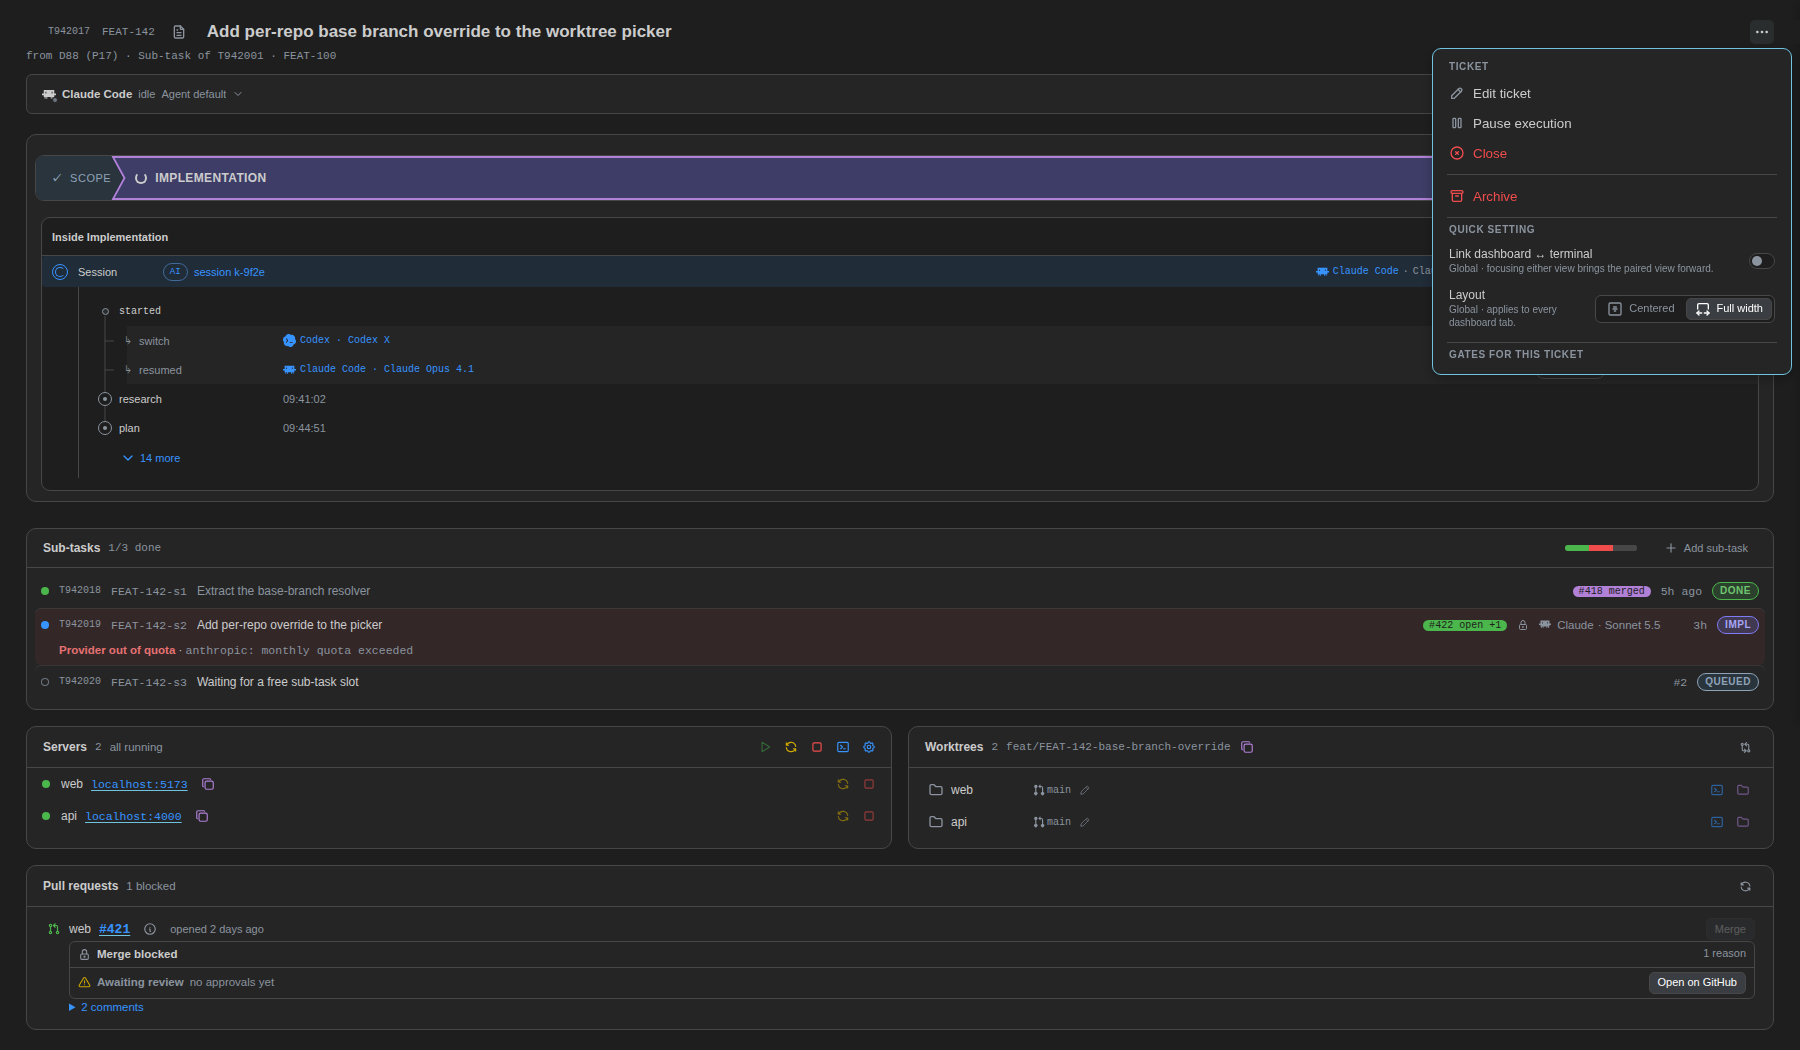 T942017 FEAT-142 Add per-repo base branch override to the worktree picker
from D88 (P17) · Sub-task of T942001 · FEAT-100
Claude Code idle Agent default
SCOPE
IMPLEMENTATION
Inside Implementation
Session AI session k-9f2e Claude Code ·
started
↳ switch Codex · Codex X
↳ resumed Claude Code · Claude Opus 4.1
research 09:41:02
plan 09:44:51
14 more
TICKET
Edit ticket
Pause execution
Close
Archive
QUICK SETTING
Link dashboard ↔ terminal
Global · focusing either view brings the paired view forward.
Layout
Global · applies to every
dashboard tab.
Centered Full width
GATES FOR THIS TICKET
Sub-tasks 1/3 done Add sub-task
T942018 FEAT-142-s1 Extract the base-branch resolver #418 merged 5h ago DONE
T942019 FEAT-142-s2 Add per-repo override to the picker #422 open +1 Claude · Sonnet 5.5 3h IMPL
Provider out of quota · anthropic: monthly quota exceeded
T942020 FEAT-142-s3 Waiting for a free sub-task slot #2 QUEUED
Servers 2 all running
web localhost:5173
api localhost:4000
Worktrees 2 feat/FEAT-142-base-branch-override
web main
api main
Pull requests 1 blocked
web #421 opened 2 days ago Merge
Merge blocked 1 reason
Awaiting review no approvals yet Open on GitHub
2 comments